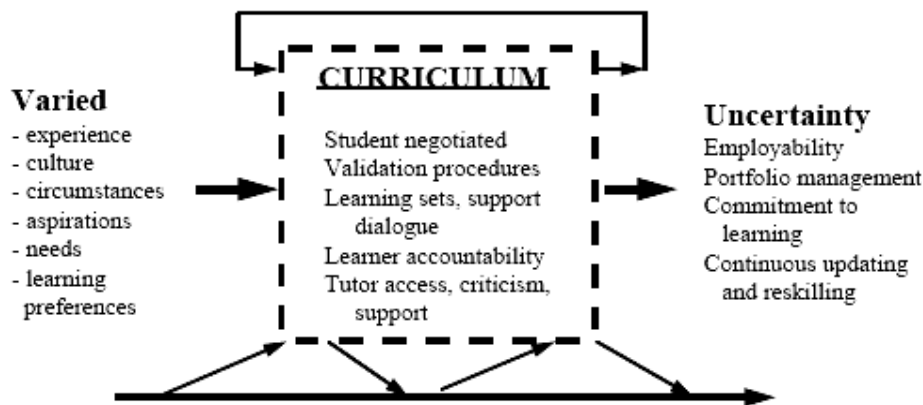 CURRICULUM
Varied
- experience
- culture
- circumstances
- aspirations
- needs
- learning
preferences
Student negotiated
Validation procedures
Learning sets, support
dialogue
Learner accountability
Tutor access, criticism,
support
Uncertainty
Employability
Portfolio management
Commitment to
learning
Continuous updating
and reskilling